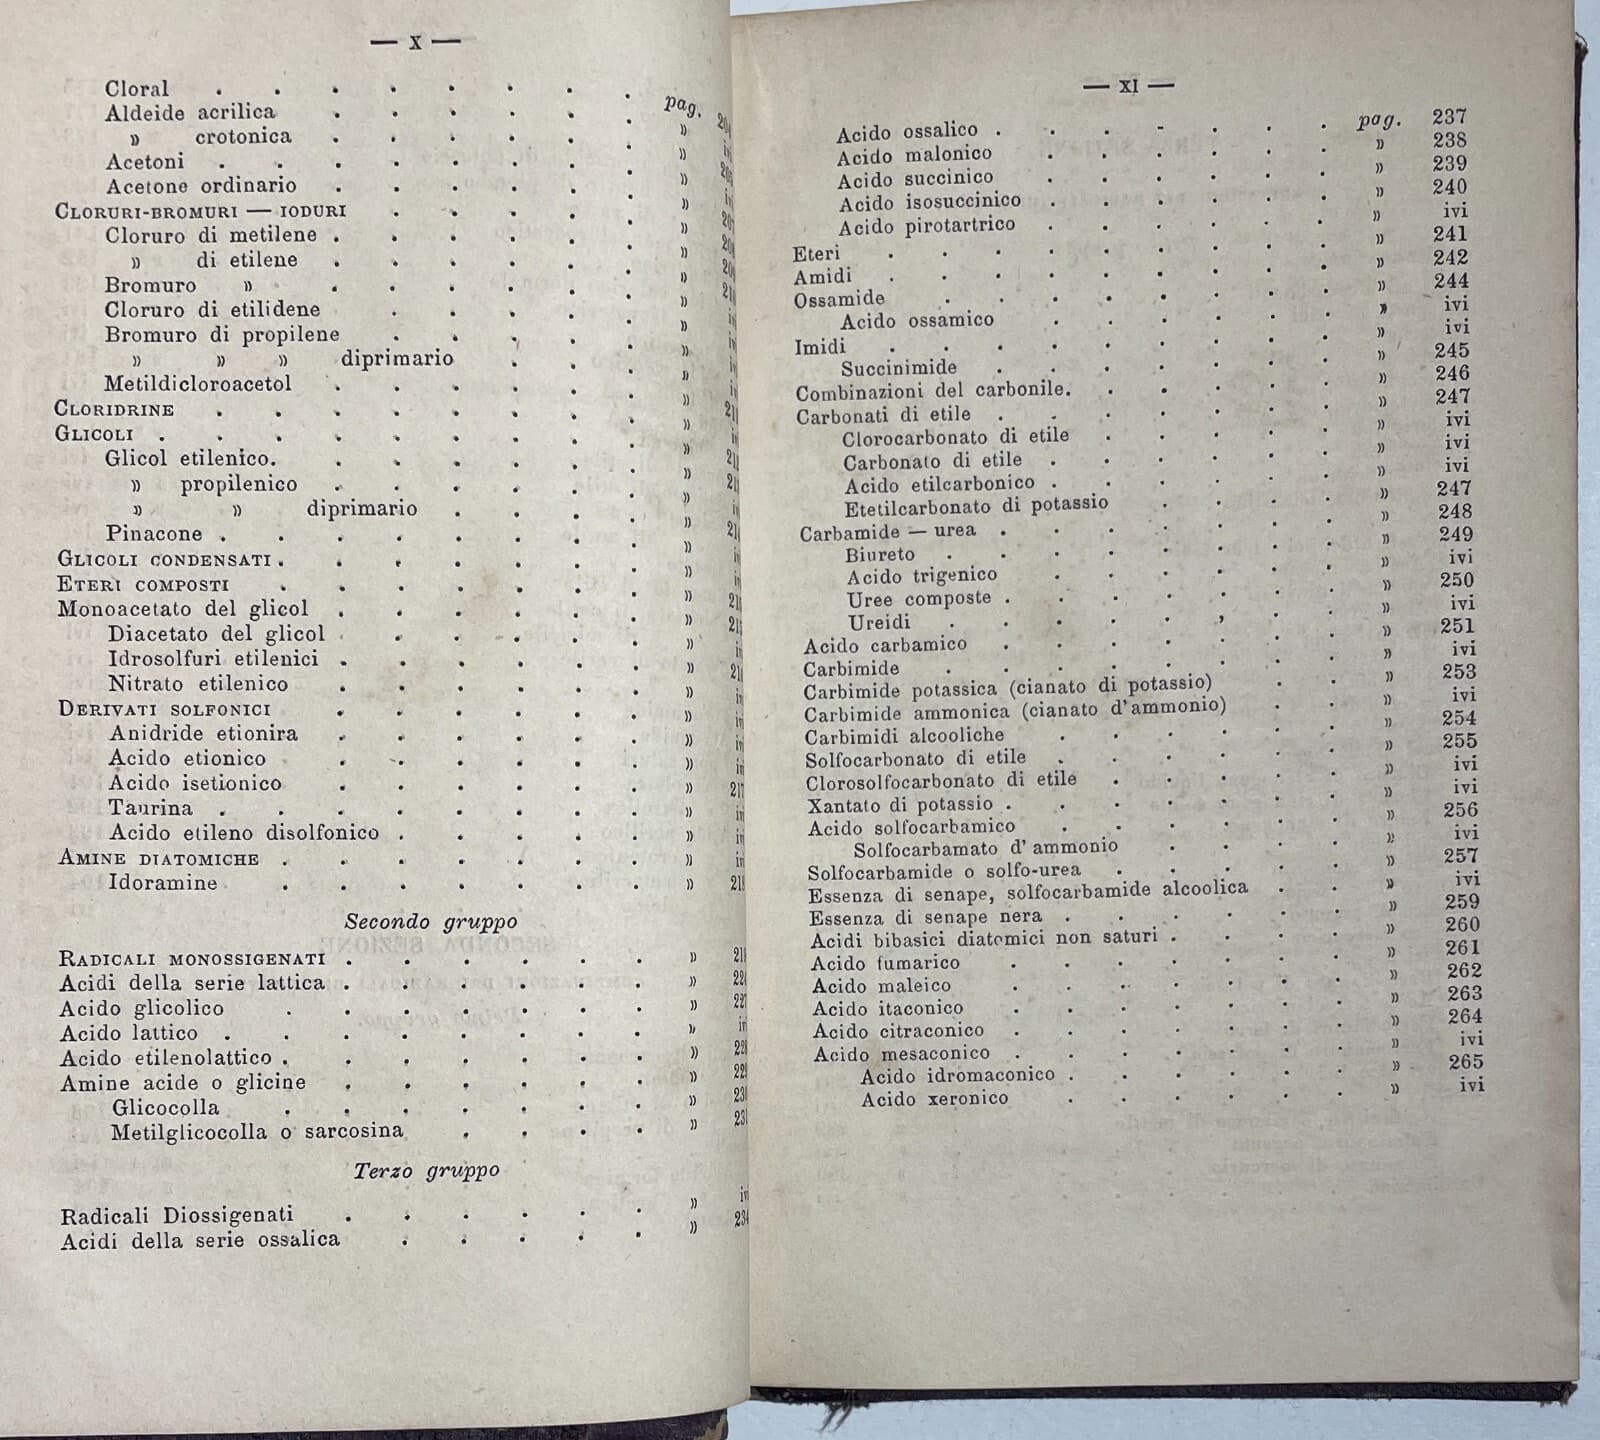 — X —
Cloral . . . . . . . . pag.
Aldeide acrilica . . . . . . »
» crotonica . . . . . . »
Acetoni . . . . . . . . »
Acetone ordinario . . . . . . »
CLORURI-BROMURI — IODURI . . . . . »
Cloruro di metilene . . . . . . »
» di etilene . . . . . . »
Bromuro » . . . . . . »
Cloruro di etilidene . . . . . »
Bromuro di propilene . . . . . »
» » » diprimario . . . »
Metildicloroacetol . . . . . . »
CLORIDRINE . . . . . . . . »
GLICOLI . . . . . . . . . »
Glicol etilenico. . . . . . . »
» propilenico . . . . . . »
» » diprimario . . . . »
Pinacone . . . . . . . . »
GLICOLI CONDENSATI . . . . . . . »
ETERI COMPOSTI . . . . . . . »
Monoacetato del glicol . . . . . . »
Diacetato del glicol . . . . . »
Idrosolfuri etilenici . . . . . . »
Nitrato etilenico . . . . . . »
DERIVATI SOLFONICI . . . . . . »
Anidride etionira . . . . . . »
Acido etionico . . . . . . »
Acido isetionico . . . . . . » 217
Taurina . . . . . . . . »
Acido etileno disolfonico . . . . . »
AMINE DIATOMICHE . . . . . . . »
Idoramine . . . . . . . »
Secondo gruppo
RADICALI MONOSSIGENATI . . . . . . »
Acidi della serie lattica . . . . . . » 224
Acido glicolico . . . . . . . » 227
Acido lattico . . . . . . . . »
Acido etilenolattico . . . . . . . »
Amine acide o glicine . . . . . . »
Glicocolla . . . . . . . »
Metilglicocolla o sarcosina . . . . »
Terzo gruppo
Radicali Diossigenati . . . . . . »
Acidi della serie ossalica . . . . . » 234
— XI —
Acido ossalico . . . . . . . pag. 237
Acido malonico . . . . . . » 238
Acido succinico . . . . . . » 239
Acido isosuccinico . . . . . . » 240
Acido pirotartrico . . . . . . » ivi
Eteri . . . . . . . . . » 241
Amidi . . . . . . . . . » 242
Ossamide . . . . . . . . » 244
Acido ossamico . . . . . . » ivi
Imidi . . . . . . . . . » ivi
Succinimide . . . . . . . » 245
Combinazioni del carbonile. . . . . . » 246
Carbonati di etile . . . . . . . » 247
Clorocarbonato di etile . . . . . » ivi
Carbonato di etile . . . . . . » ivi
Acido etilcarbonico . . . . . . » ivi
Etetilcarbonato di potassio . . . . » 247
Carbamide — urea . . . . . . . » 248
Biureto . . . . . . . . » 249
Acido trigenico . . . . . . » ivi
Uree composte . . . . . . . » 250
Ureidi . . . . . . . . » ivi
Acido carbamico . . . . . . . » 251
Carbimide . . . . . . . . » ivi
Carbimide potassica (cianato di potassio) . . » 253
Carbimide ammonica (cianato d'ammonio) . . » ivi
Carbimidi alcooliche . . . . . . » 254
Solfocarbonato di etile . . . . . . » 255
Clorosolfocarbonato di etile . . . . . » ivi
Xantato di potassio . . . . . . . » ivi
Acido solfocarbamico . . . . . . » 256
Solfocarbamato d' ammonio . . . . » ivi
Solfocarbamide o solfo-urea . . . . . » 257
Essenza di senape, solfocarbamide alcoolica . . » ivi
Essenza di senape nera . . . . . . » 259
Acidi bibasici diatomici non saturi . . . . » 260
Acido fumarico . . . . . . . » 261
Acido maleico . . . . . . . » 262
Acido itaconico . . . . . . . » 263
Acido citraconico . . . . . . . » 264
Acido mesaconico . . . . . . . » ivi
Acido idromaconico . . . . . . » 265
Acido xeronico . . . . . . » ivi